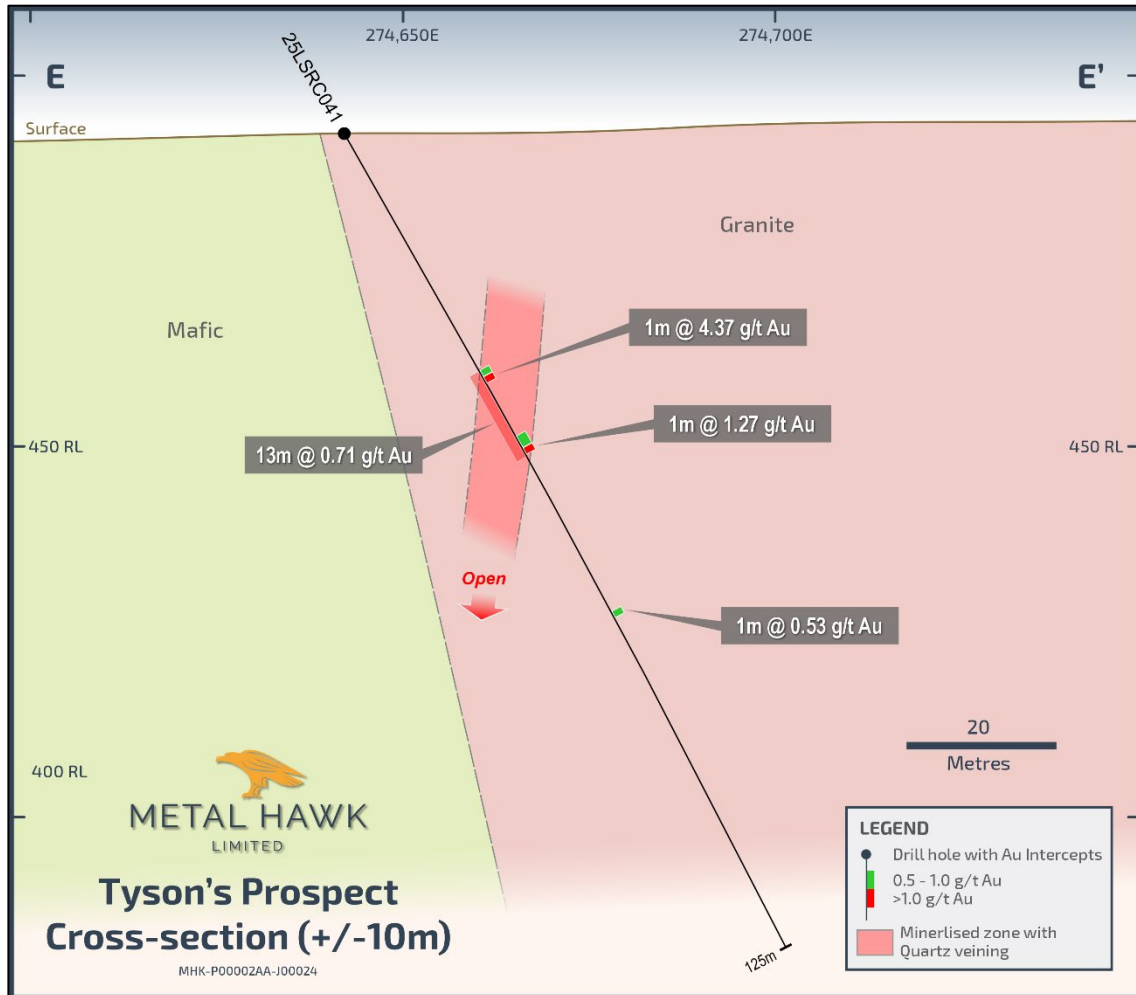 274,650E
274,700E
E
E'
25LSRC041
Surface
Granite
Mafic
1m @ 4.37 g/t Au
1m @ 1.27 g/t Au
13m @ 0.71 g/t Au
450 RL
450 RL
Open
1m @ 0.53 g/t Au
20
Metres
400 RL
METAL HAWK
LIMITED
Tyson's Prospect
Cross-section (+/-10m)
MHK-P00002AA-J00024
125m
LEGEND
Drill hole with Au Intercepts
0.5 - 1.0 g/t Au
>1.0 g/t Au
Minerlised zone with
Quartz veining